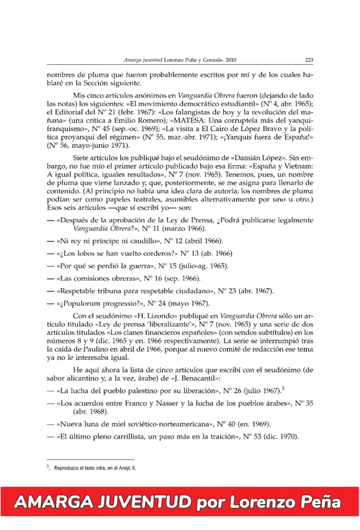 Amarga juventud Lorenzo Peña y Gonzalo. 2010 223
nombres de pluma que fueron probablemente escritos por mí y de los cuales ha-
blaré en la Sección siguiente.
Mis cinco artículos anónimos en Vanguardia Obrera fueron (dejando de lado
las notas) los siguientes: «El movimiento democrático estudiantil» (Nº 4, abr. 1965);
el Editorial del Nº 21 (febr. 1967): «Los falangistas de hoy y la revolución del ma-
ñana» (una crítica a Emilio Romero); «MATESA: Una corruptela más del yanqui-
franquismo», Nº 45 (sep.-oc. 1969); «La visita a El Cairo de López Bravo y la polí-
tica proyanqui del régimen» (Nº 55, mar.-abr. 1971); «¡Yanquis fuera de España!»
(Nº 56, mayo-junio 1971).
Siete artículos los publiqué bajo el seudónimo de «Damián López». Sin em-
bargo, no fue mío el primer artículo publicado bajo esa firma: «España y Vietnam:
A igual política, iguales resultados», Nº 7 (nov. 1965). Tenemos, pues, un nombre
de pluma que viene lanzado y, que, posteriormente, se me asigna para llenarlo de
contenido. (Al principio no había una idea clara de autoría; los nombres de pluma
podían ser como papeles teatrales, asumibles alternativamente por uno u otro.)
Esos seis artículos —que sí escribí yo— son:
— «Después de la aprobación de la Ley de Prensa, ¿Podrá publicarse legalmente
Vanguardia Obrera?», Nº 11 (marzo 1966).
— «Ni rey ni príncipe ni caudillo», Nº 12 (abril 1966).
— «¿Los lobos se han vuelto corderos?» Nº 13 (ab. 1966)
— «Por qué se perdió la guerra», Nº 15 (julio-ag. 1965).
— «Las comisiones obreras», Nº 16 (sep. 1966).
— «Respetable tribuna para respetable ciudadano», Nº 23 (abr. 1967).
— «¿Populorum progressio?», Nº 24 (mayo 1967).
Con el seudónimo «H. Lizondo» publiqué en Vanguardia Obrera sólo un ar-
tículo titulado «Ley de prensa 'liberalizante'», Nº 7 (nov. 1965) y una serie de dos
artículos titulados «Los clanes financieros españoles» (con sendos subtítulos) en los
números 8 y 9 (dic. 1965 y en. 1966 respectivamente). La serie se interrumpió tras
la caída de Paulino en abril de 1966, porque al nuevo comité de redacción ese tema
ya no le interesaba igual.
He aquí ahora la lista de cinco artículos que escribí con el seudónimo (de
sabor alicantino y, a la vez, árabe) de «J. Benacantil»:
— «La lucha del pueblo palestino por su liberación», Nº 26 (julio 1967).⁵
— «Los acuerdos entre Franco y Nasser y la lucha de los pueblos árabes», Nº 35
(abr. 1968).
— «Nueva luna de miel soviético-norteamericana», Nº 40 (en. 1969).
— «El último pleno carrillista, un paso más en la traición», Nº 53 (dic. 1970).
⁵. Reproduzco el texto infra, en el Anejo X.
AMARGA JUVENTUD por Lorenzo Peña